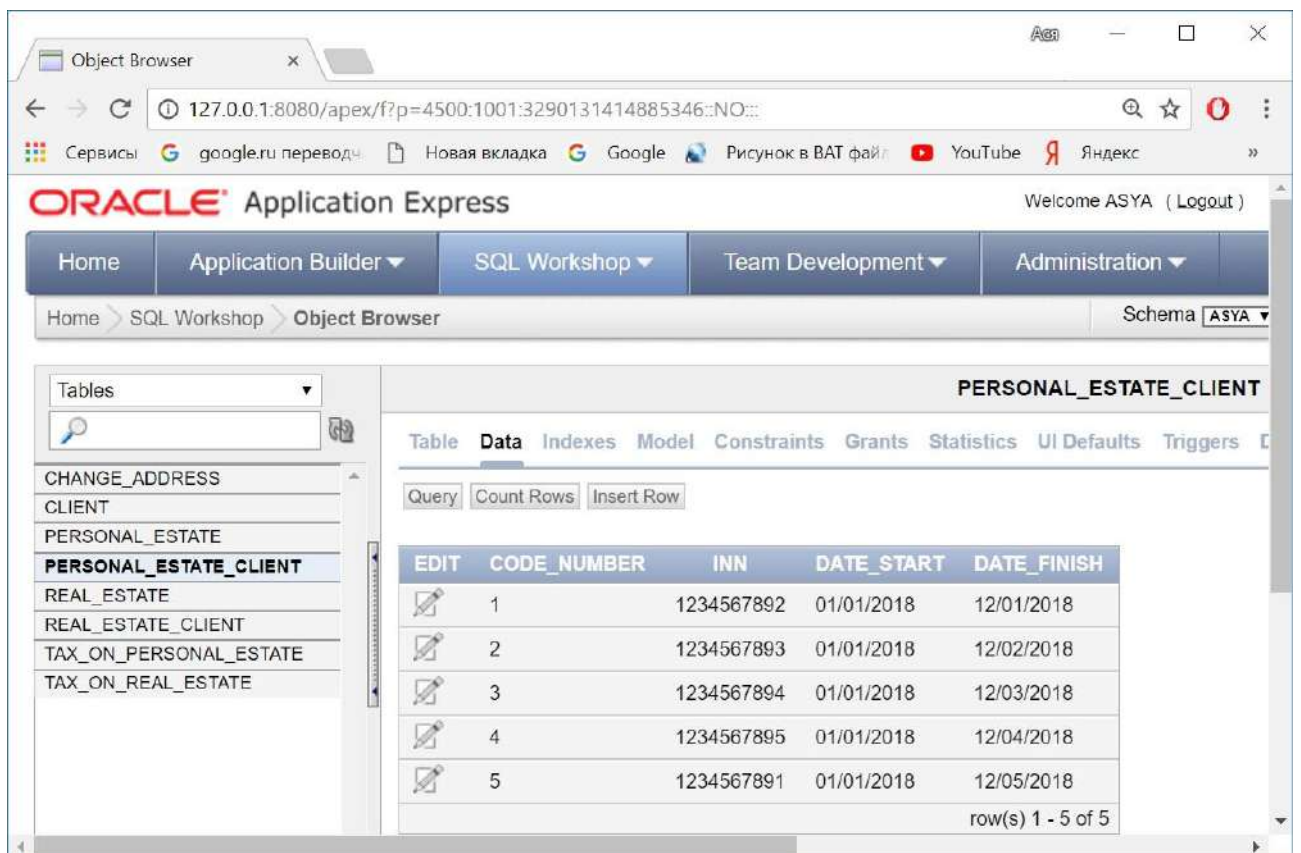 Ася
Object Browser
127.0.0.1:8080/apex/f?p=4500:1001:3290131414885346::NO:::
Сервисы google.ru переводч Новая вкладка Google Рисунок в BAT файл YouTube Яндекс »
ORACLE Application Express Welcome ASYA ( Logout )
Home Application Builder SQL Workshop Team Development Administration
Home SQL Workshop Object Browser Schema ASYA
Tables PERSONAL_ESTATE_CLIENT
Table Data Indexes Model Constraints Grants Statistics UI Defaults Triggers D
CHANGE_ADDRESS
CLIENT
PERSONAL_ESTATE
PERSONAL_ESTATE_CLIENT
REAL_ESTATE
REAL_ESTATE_CLIENT
TAX_ON_PERSONAL_ESTATE
TAX_ON_REAL_ESTATE
Query Count Rows Insert Row
EDIT CODE_NUMBER INN DATE_START DATE_FINISH
1 1234567892 01/01/2018 12/01/2018
2 1234567893 01/01/2018 12/02/2018
3 1234567894 01/01/2018 12/03/2018
4 1234567895 01/01/2018 12/04/2018
5 1234567891 01/01/2018 12/05/2018
row(s) 1 - 5 of 5